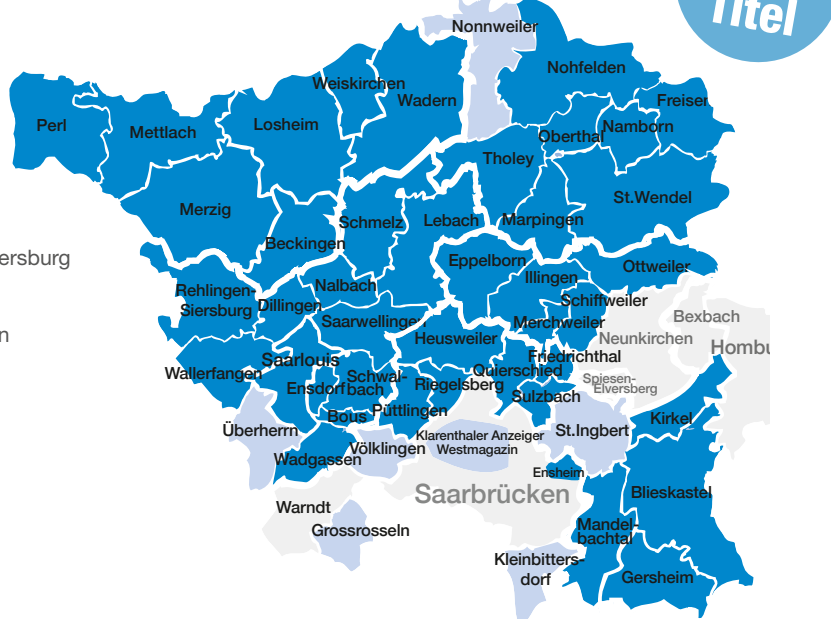 Titel
Nonnweiler
Nohfelden
Weiskirchen
Wadern
Freisen
Perl
Mettlach
Losheim
Oberthal
Namborn
Tholey
St.Wendel
Merzig
Schmelz
Lebach
Marpingen
Beckingen
ersburg
Eppelborn
Illingen
Ottweiler
Rehlingen-
Siersburg
Nalbach
Dillingen
Schiffweiler
Saarwellingen
Merchweiler
Bexbach
n
Heusweiler
Neunkirchen
Hombu
Wallerfangen
Saarlouis
Friedrichthal
Quierschied
Ensdorf
Schwal-
bach
Riegelsberg
Spiesen-
Elversberg
Sulzbach
Bous
Püttlingen
Kirkel
Überherrn
Klarenthaler Anzeiger
Westmagazin
St.Ingbert
Völklingen
Wadgassen
Ensheim
Saarbrücken
Blieskastel
Warndt
Grossrosseln
Mandel-
bachtal
Kleinbitters-
dorf
Gersheim